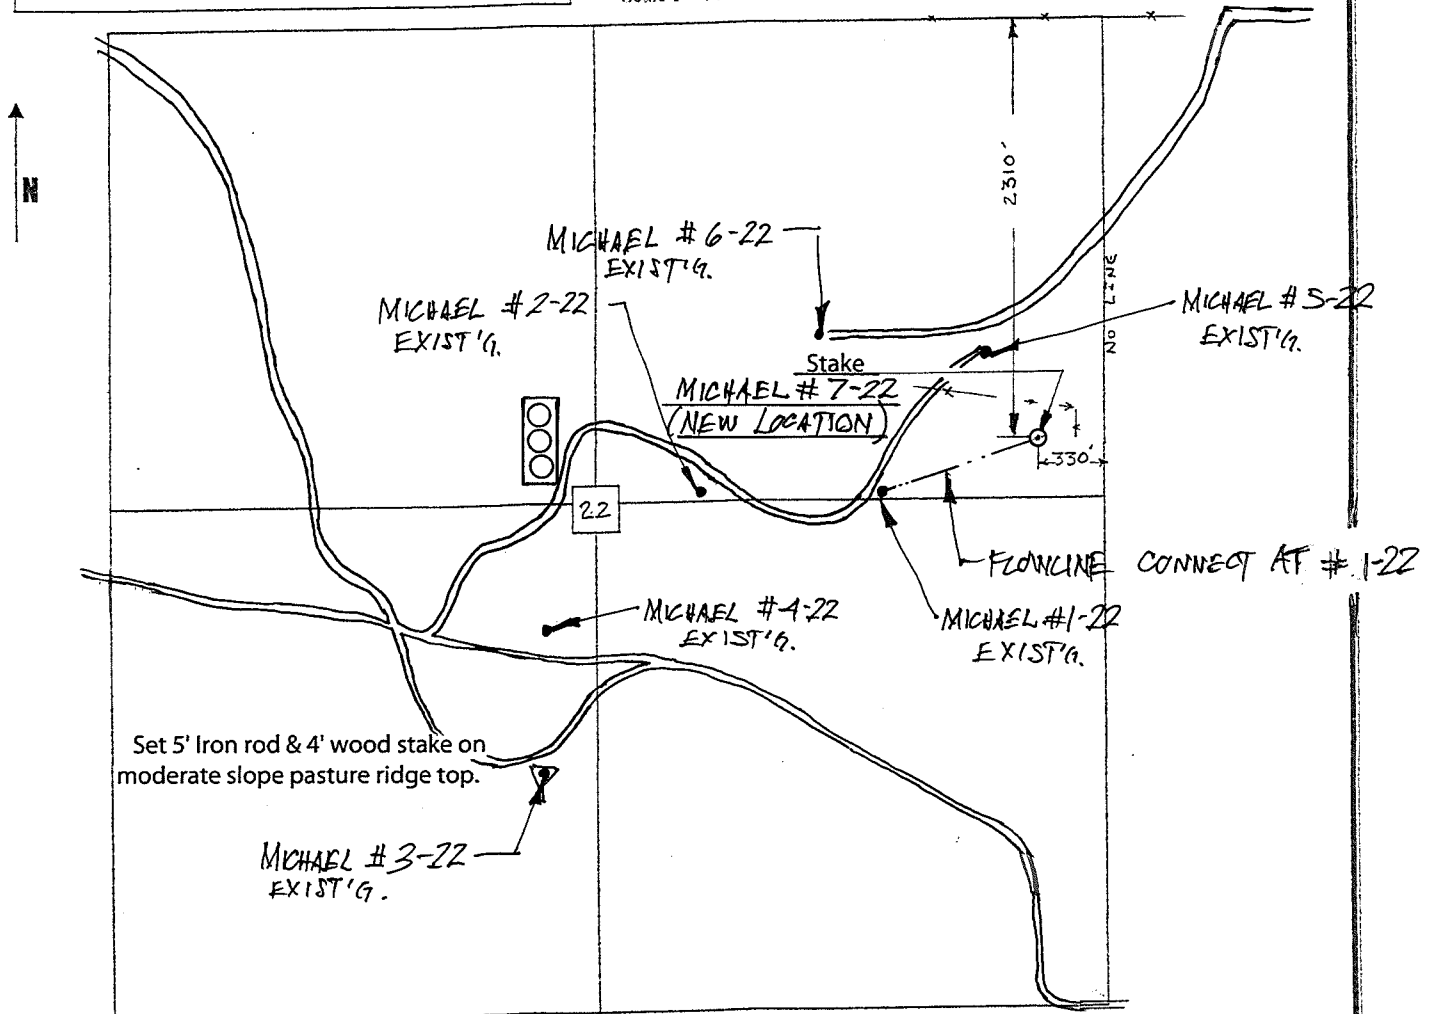 N
2310'
MICHAEL # 6-22
EXIST'G.
MICHAEL # 2-22
EXIST'G.
NO LINE
MICHAEL # 5-22
EXIST'G.
Stake
MICHAEL # 7-22
(NEW LOCATION)
330'
22
FLOWLINE CONNECT AT # 1-22
MICHAEL # 4-22
EXIST'G.
MICHAEL #1-22
EXIST'G.
Set 5' Iron rod & 4' wood stake on
moderate slope pasture ridge top.
MICHAEL # 3-22
EXIST'G.